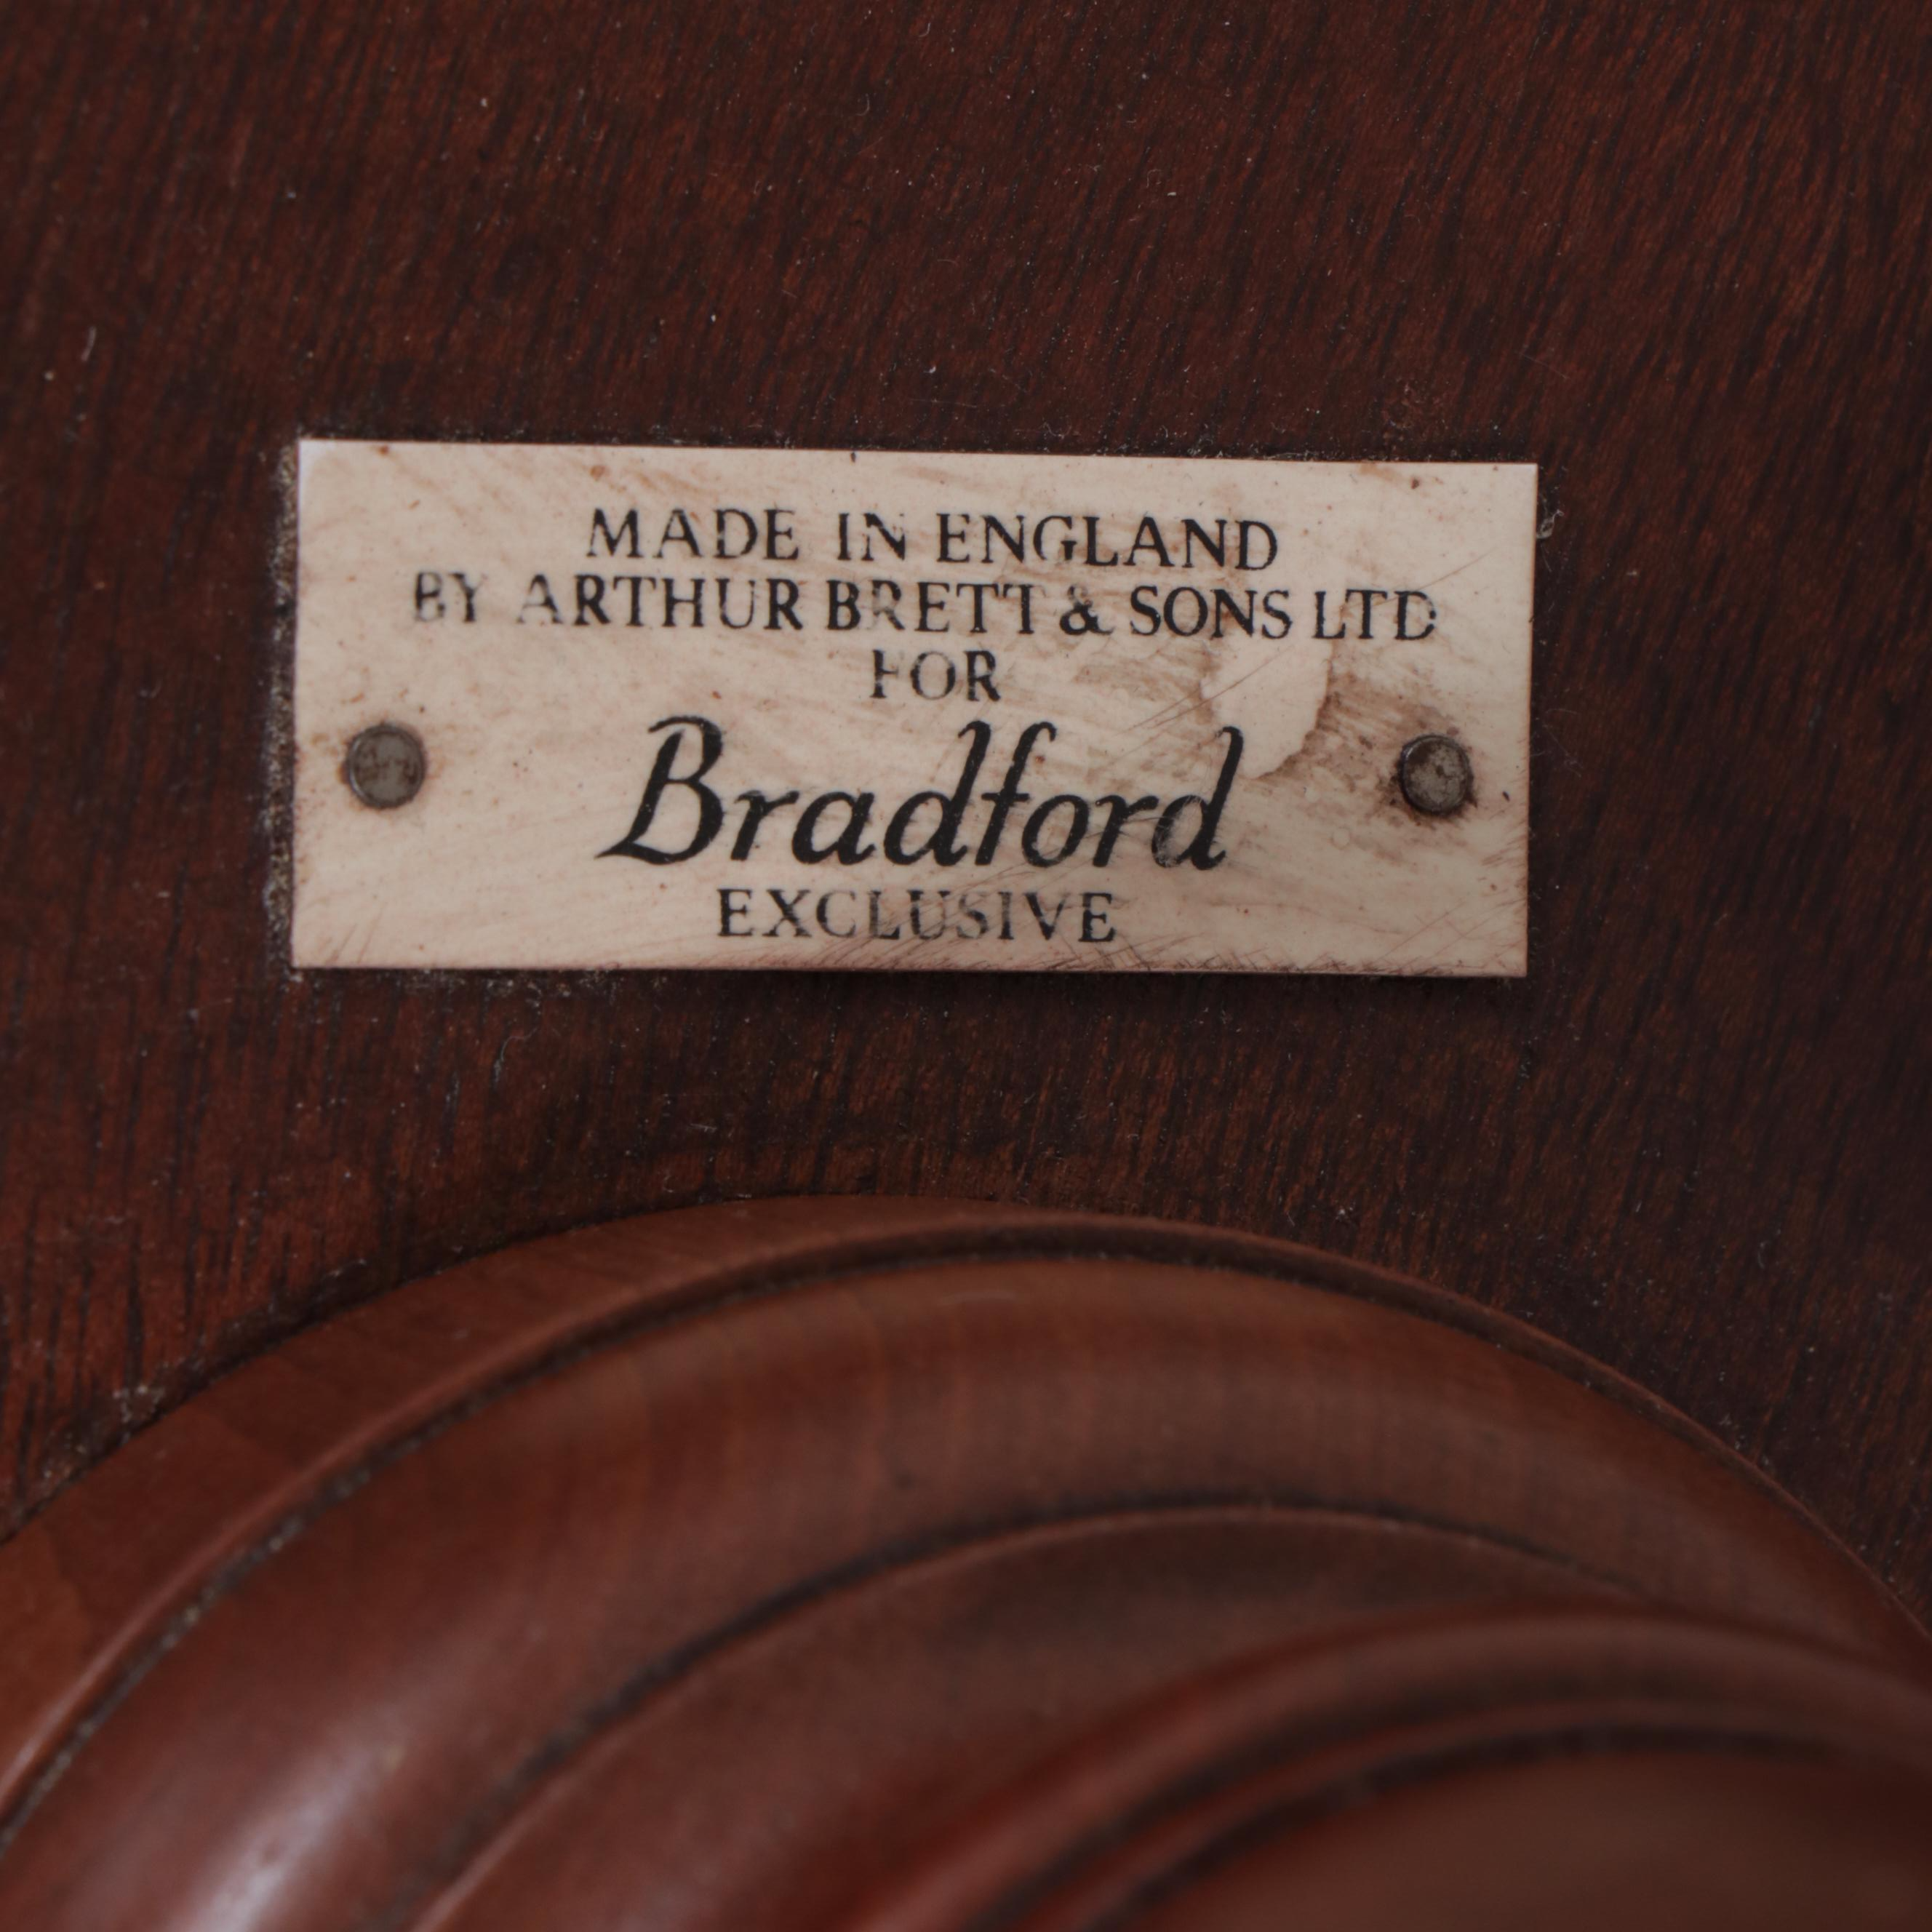 MADE IN ENGLAND
BY ARTHUR BRETT & SONS LTD
FOR
Bradford
EXCLUSIVE